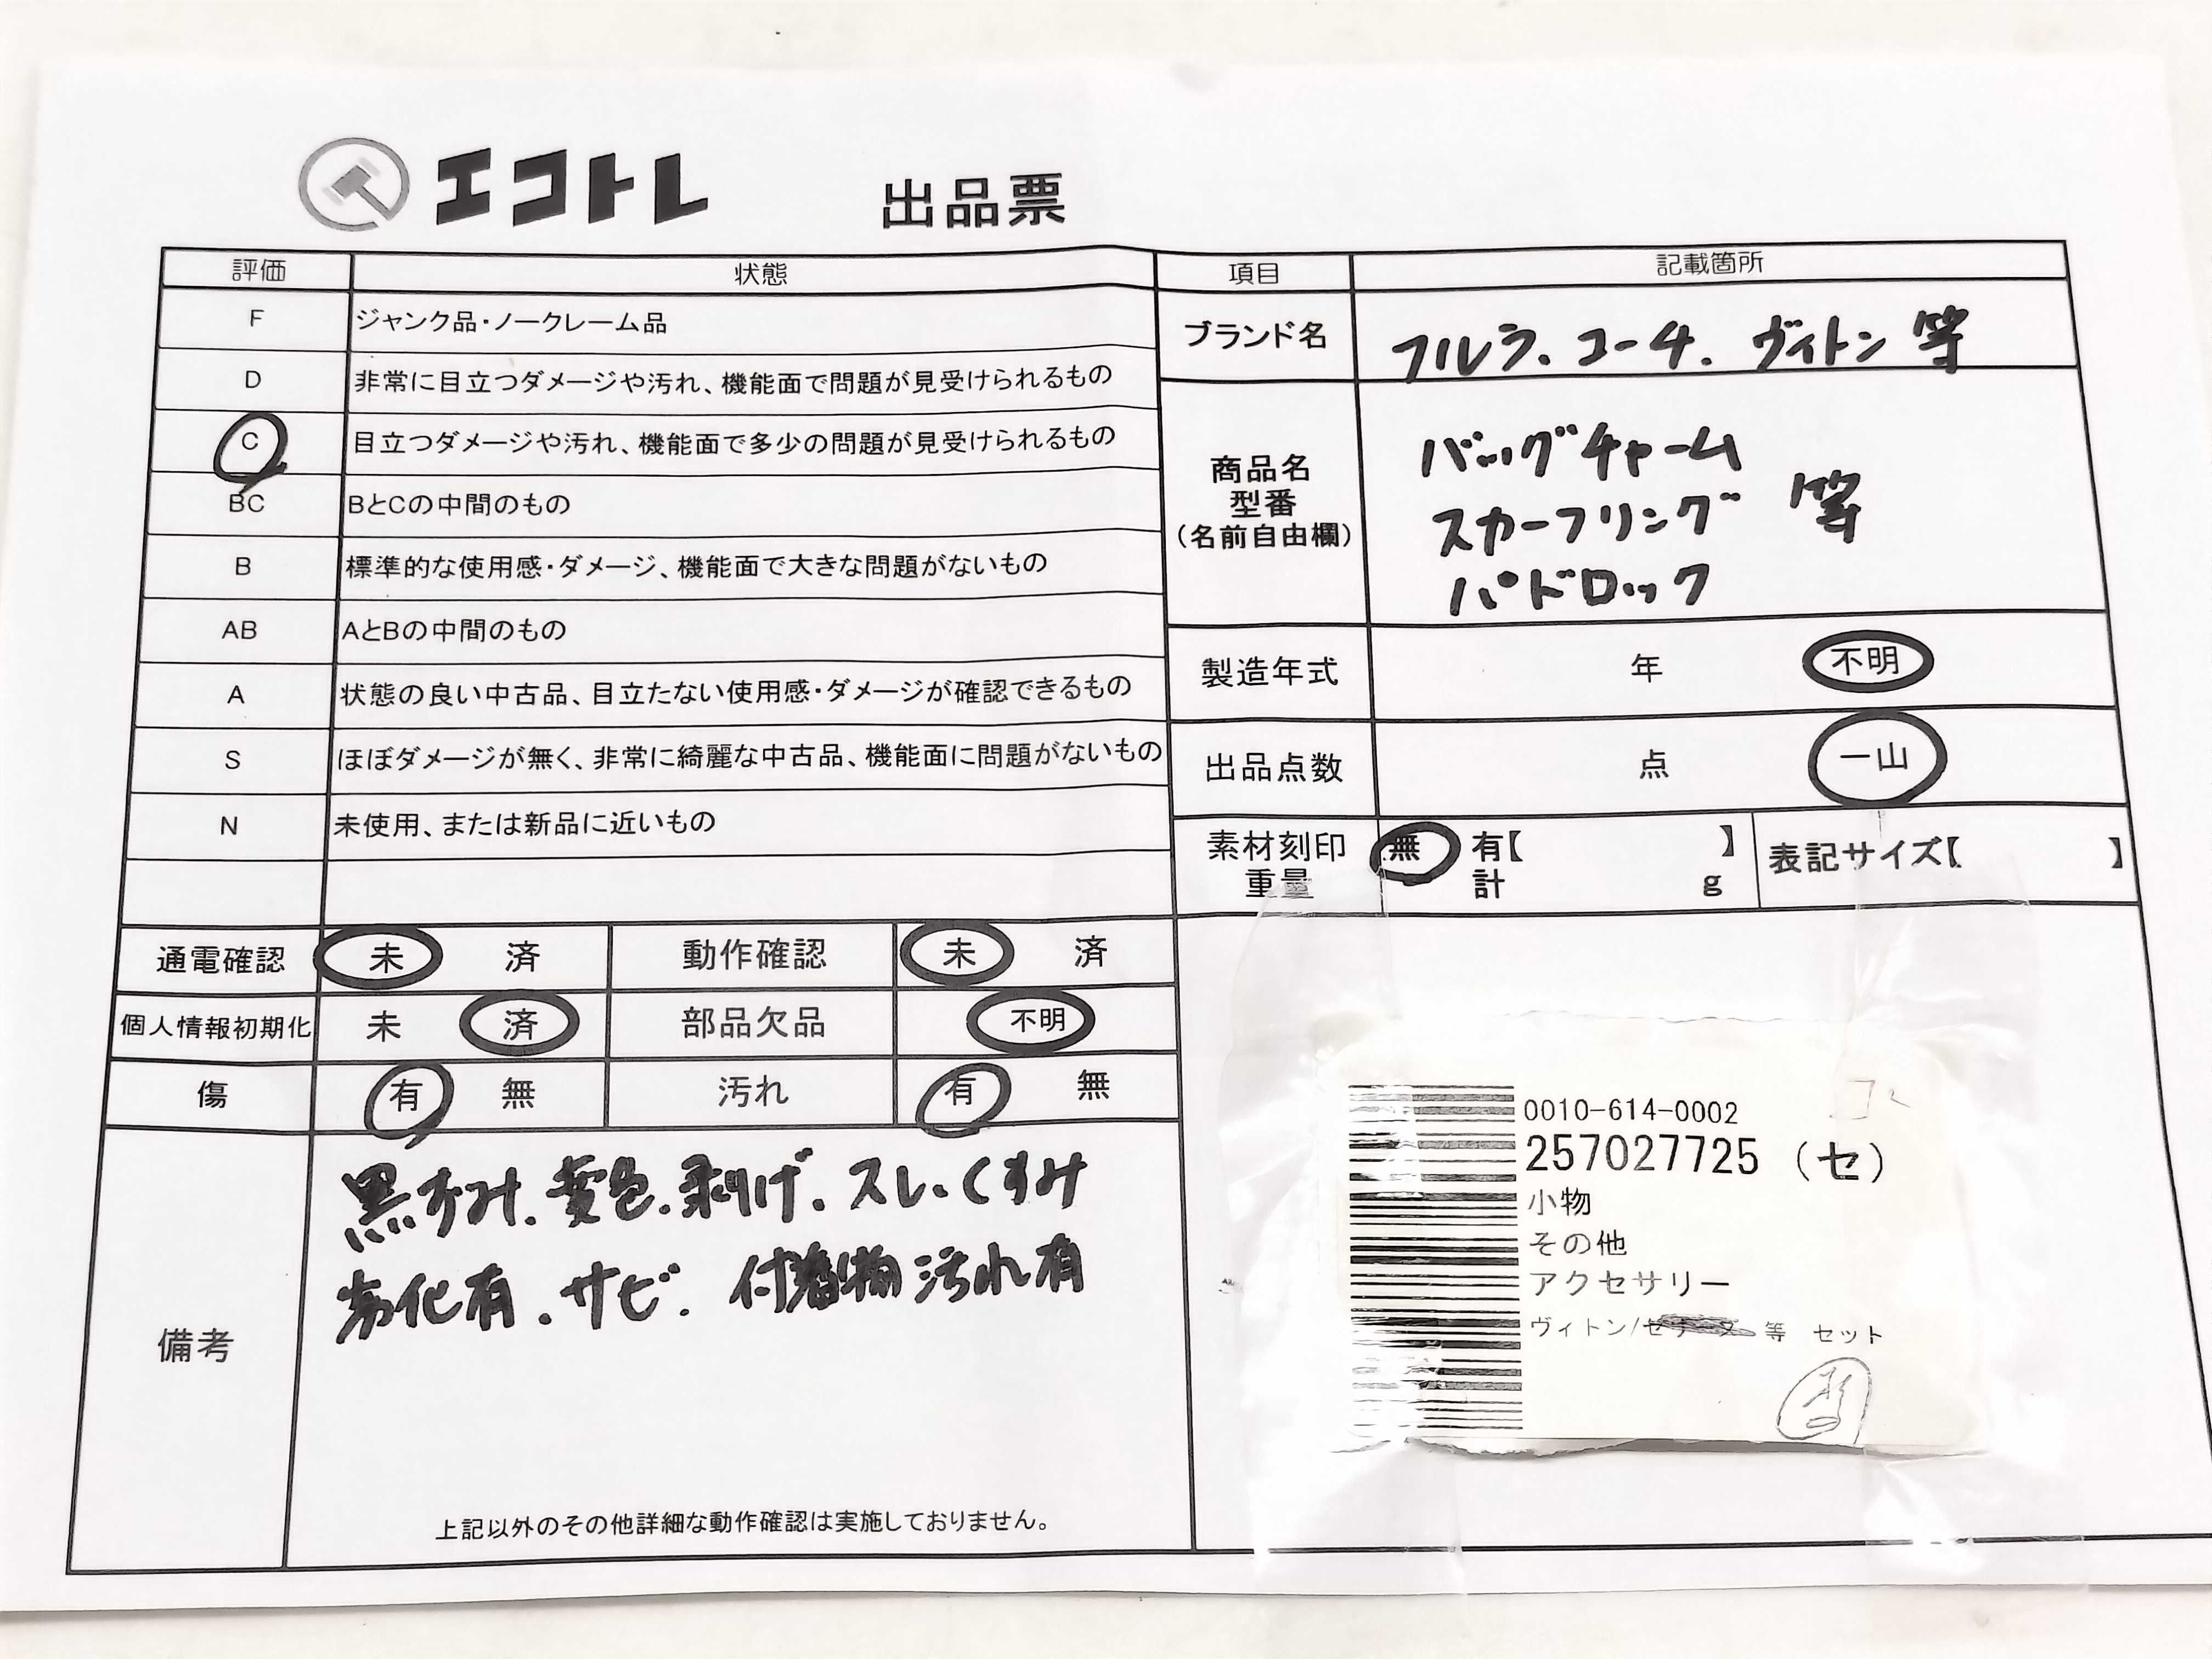 エコトレ 出品票
評価 状態
F ジャンク品・ノークレーム品
D 非常に目立つダメージや汚れ、機能面で問題が見受けられるもの
C 目立つダメージや汚れ、機能面で多少の問題が見受けられるもの
BC BとCの中間のもの
B 標準的な使用感・ダメージ、機能面で大きな問題がないもの
AB AとBの中間のもの
A 状態の良い中古品、目立たない使用感・ダメージが確認できるもの
S ほぼダメージが無く、非常に綺麗な中古品、機能面に問題がないもの
N 未使用、または新品に近いもの
通電確認 未 済 動作確認 未 済
個人情報初期化 未 済 部品欠品 不明
傷 有 無 汚れ 有 無
備考
黒ずみ.変色.剥げ.スレ.くすみ
劣化有.サビ.付着物汚れ有
上記以外のその他詳細な動作確認は実施しておりません。
項目 記載箇所
ブランド名 フルラ.コーチ.ヴィトン等
商品名
型番
(名前自由欄)
バッグチャーム
スカーフリング 等
パドロック
製造年式 年 不明
出品点数 点 一山
素材刻印 無 有【 】 表記サイズ【 】
重量 計 g
0010-614-0002
257027725 (セ)
小物
その他
アクセサリー
ヴィトン/ 等 セット